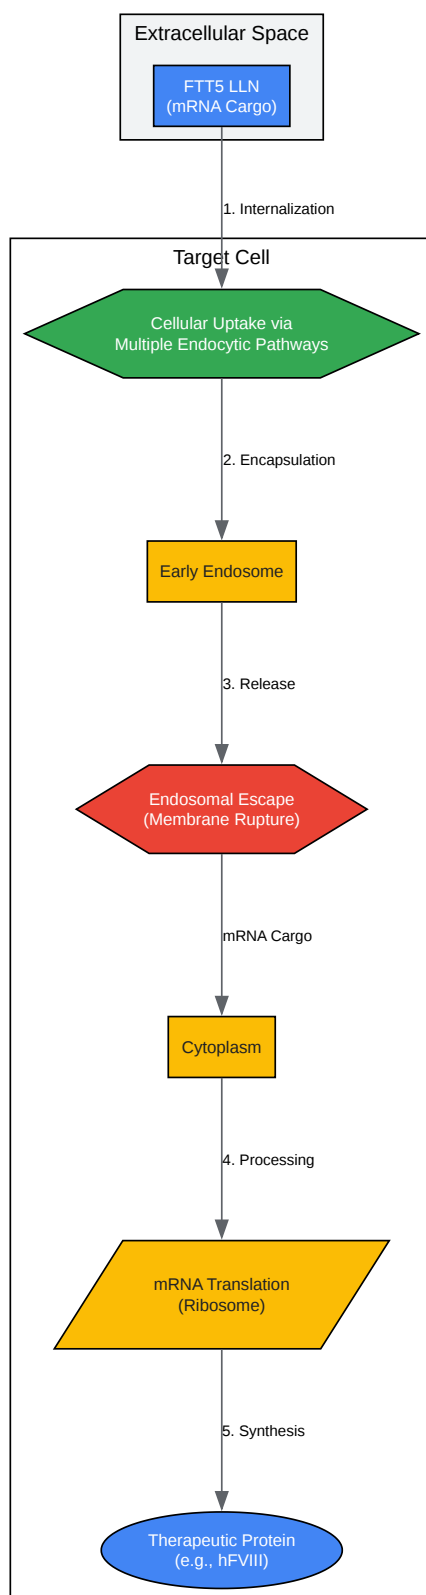 Extracellular Space
FTT5 LLN
(mRNA Cargo)
1. Internalization
Target Cell
Cellular Uptake via
Multiple Endocytic Pathways
2. Encapsulation
Early Endosome
3. Release
Endosomal Escape
(Membrane Rupture)
mRNA Cargo
Cytoplasm
4. Processing
mRNA Translation
(Ribosome)
5. Synthesis
Therapeutic Protein
(e.g., hFVIII)